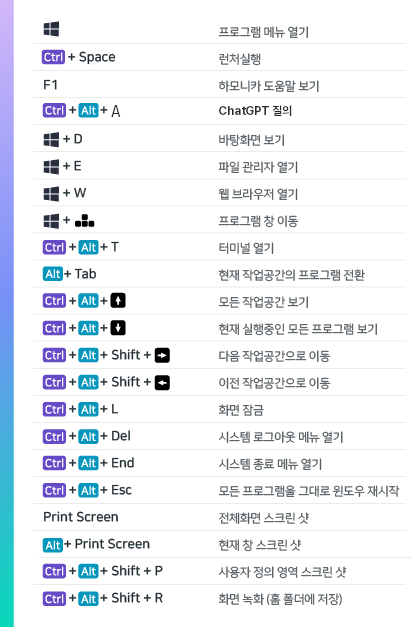 프로그램 메뉴 열기
Ctrl + Space 런처실행
F1 하모니카 도움말 보기
Ctrl + Alt + A ChatGPT 질의
+ D 바탕화면 보기
+ E 파일 관리자 열기
+ W 웹 브라우저 열기
+ 프로그램 창 이동
Ctrl + Alt + T 터미널 열기
Alt + Tab 현재 작업공간의 프로그램 전환
Ctrl + Alt + ↑ 모든 작업공간 보기
Ctrl + Alt + ↓ 현재 실행중인 모든 프로그램 보기
Ctrl + Alt + Shift + → 다음 작업공간으로 이동
Ctrl + Alt + Shift + ← 이전 작업공간으로 이동
Ctrl + Alt + L 화면 잠금
Ctrl + Alt + Del 시스템 로그아웃 메뉴 열기
Ctrl + Alt + End 시스템 종료 메뉴 열기
Ctrl + Alt + Esc 모든 프로그램을 그대로 윈도우 재시작
Print Screen 전체화면 스크린 샷
Alt + Print Screen 현재 창 스크린 샷
Ctrl + Alt + Shift + P 사용자 정의 영역 스크린 샷
Ctrl + Alt + Shift + R 화면 녹화 (홈 폴더에 저장)